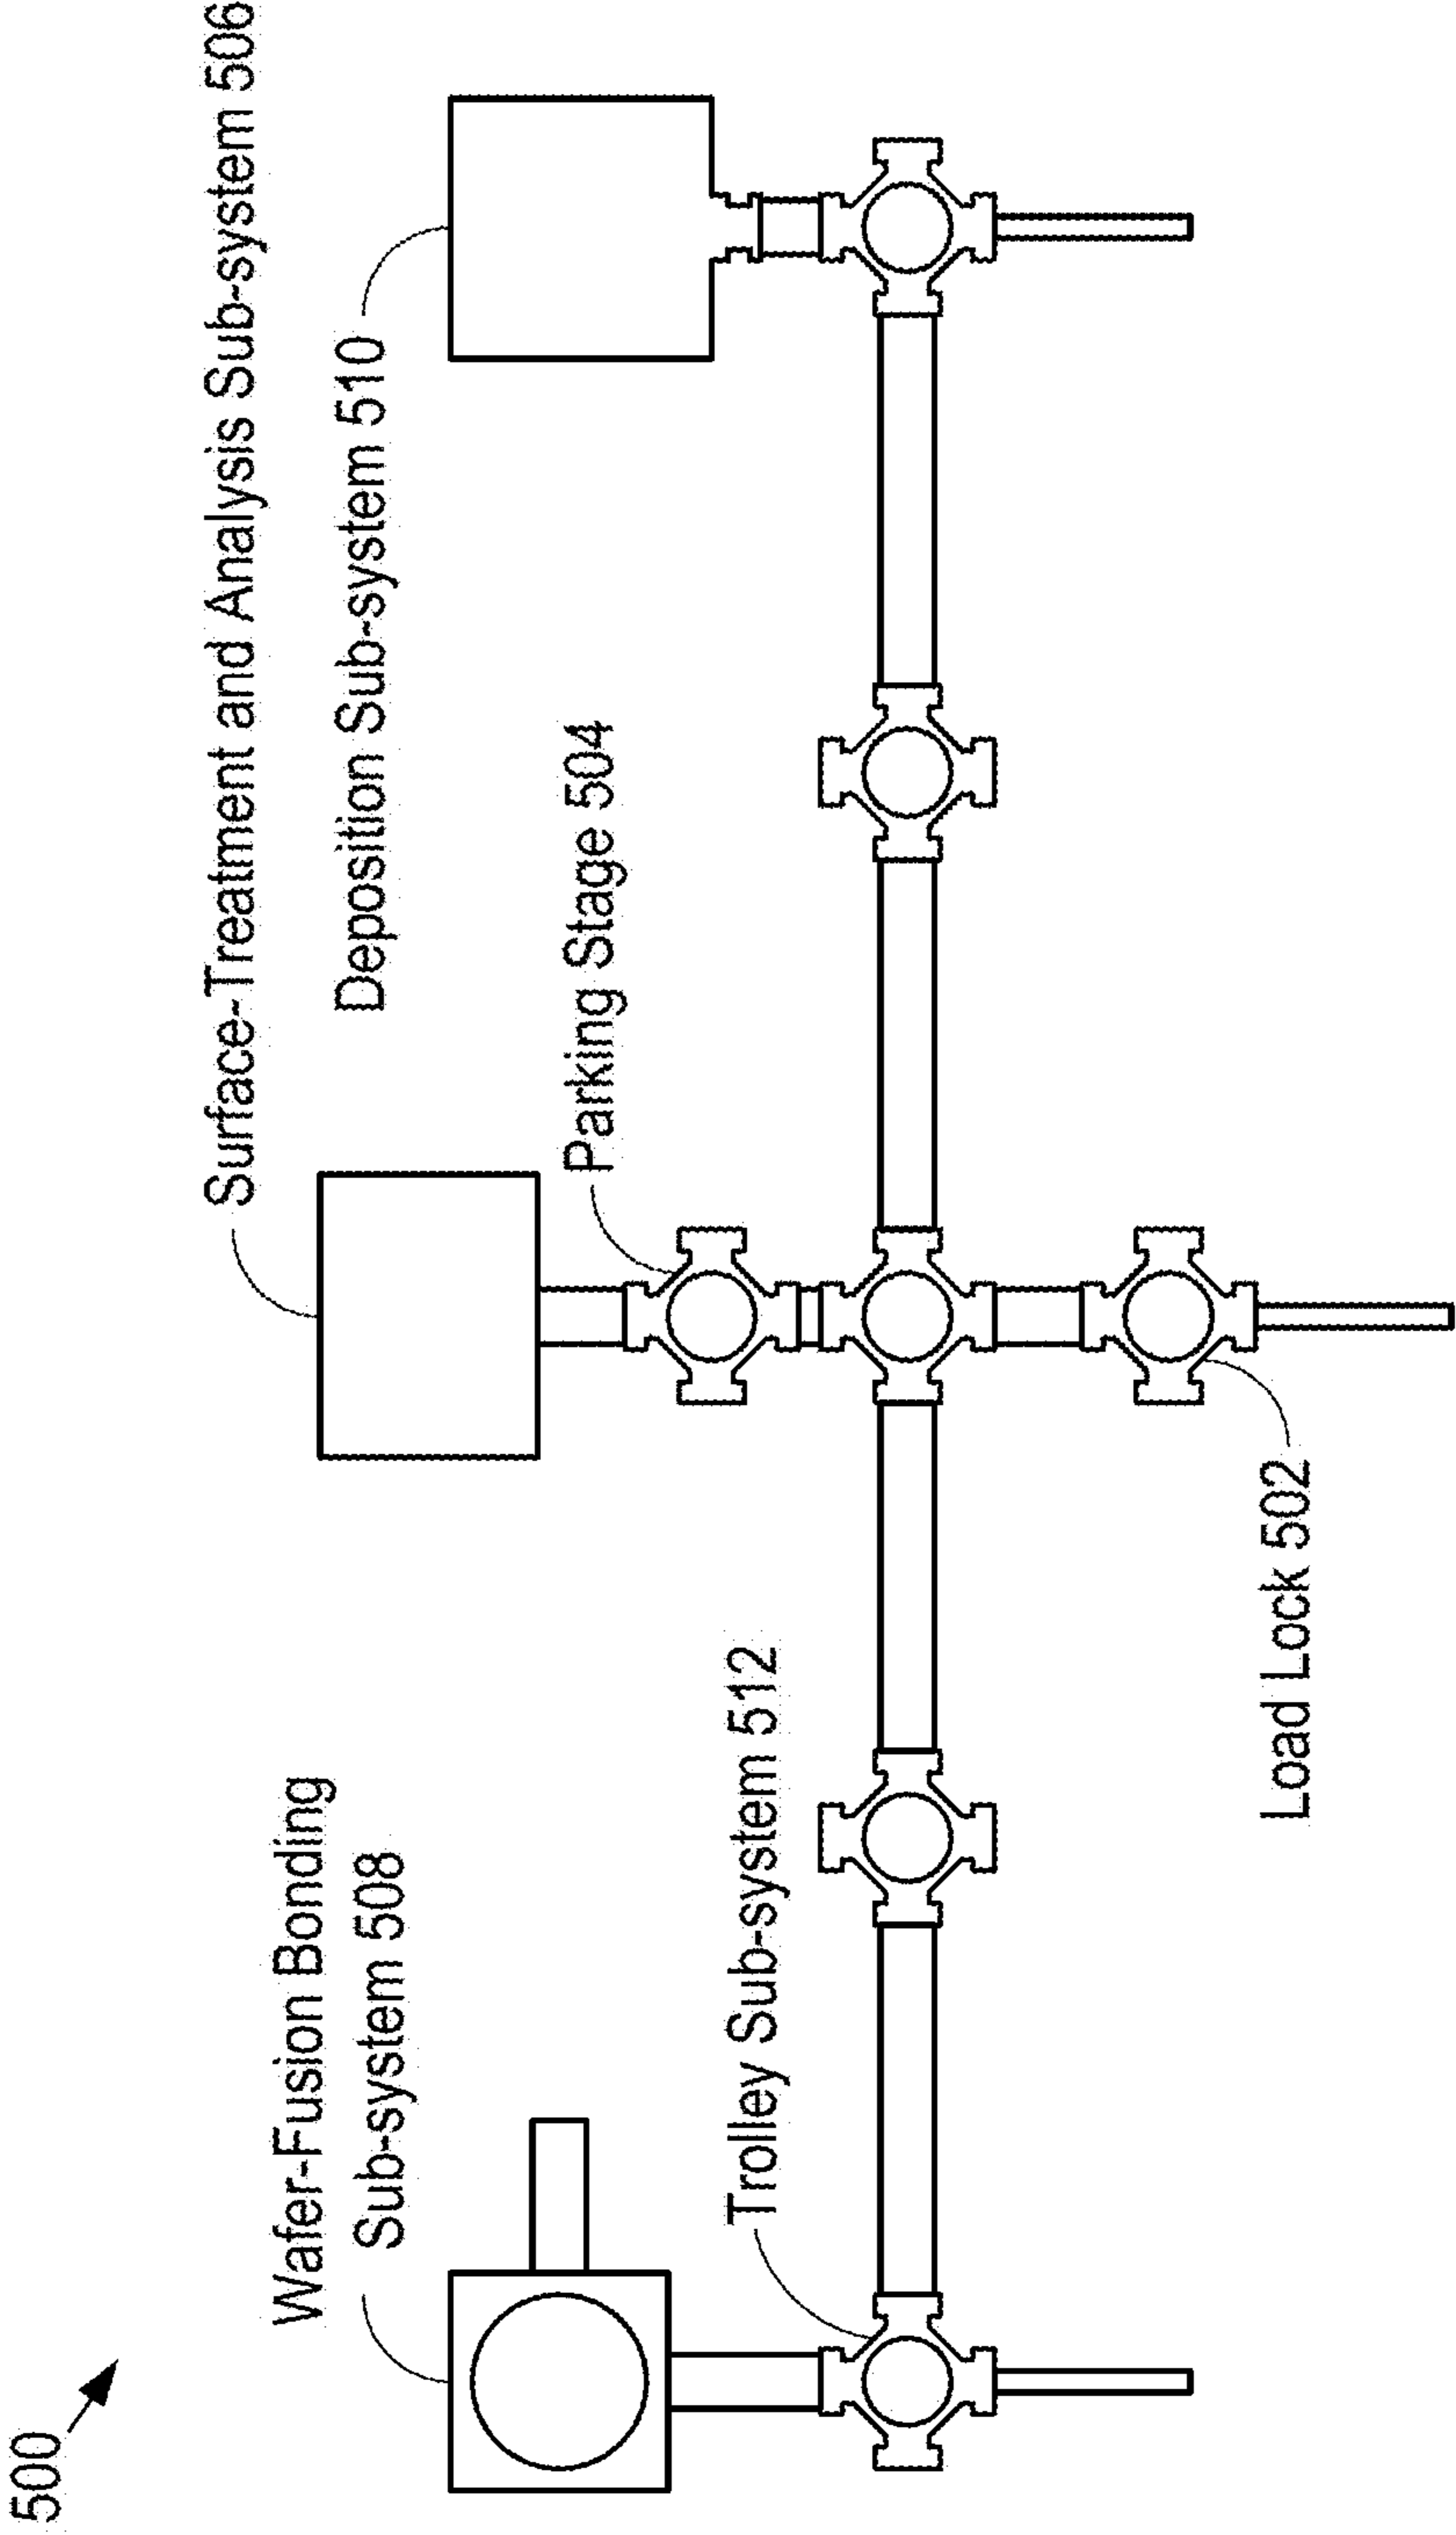 500
Wafer-Fusion Bonding
Sub-system 508
Surface-Treatment and Analysis Sub-system 506
Deposition Sub-system 510
Parking Stage 504
Trolley Sub-system 512
Load Lock 502